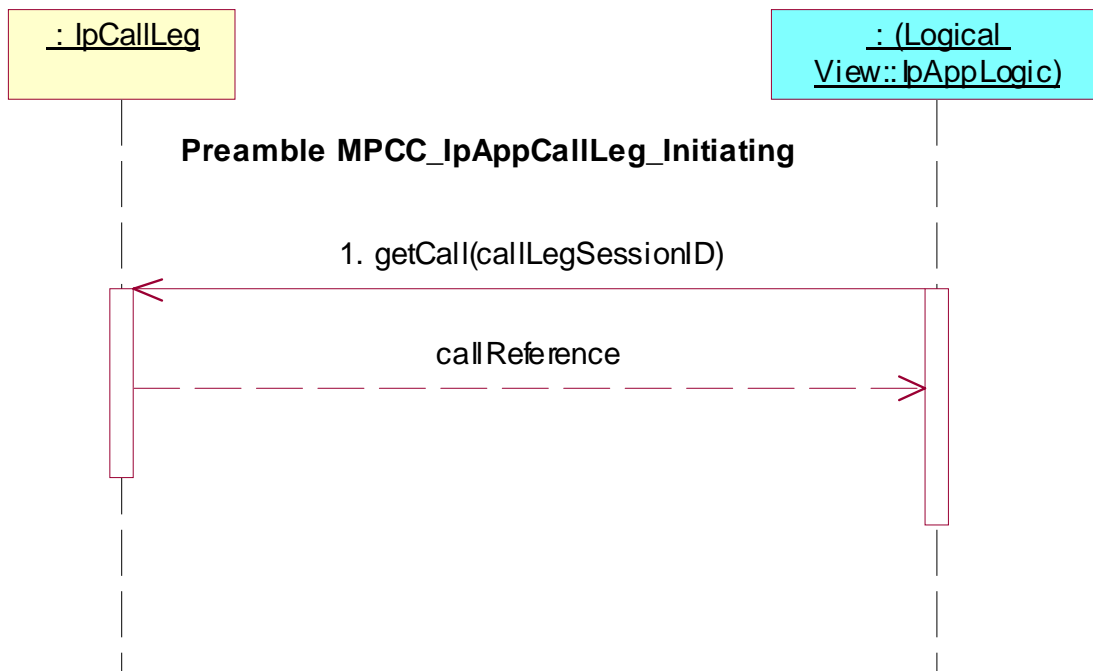 : IpCallLeg
: (Logical
View::IpAppLogic)
Preamble MPCC_IpAppCallLeg_Initiating
1. getCall(callLegSessionID)
callReference